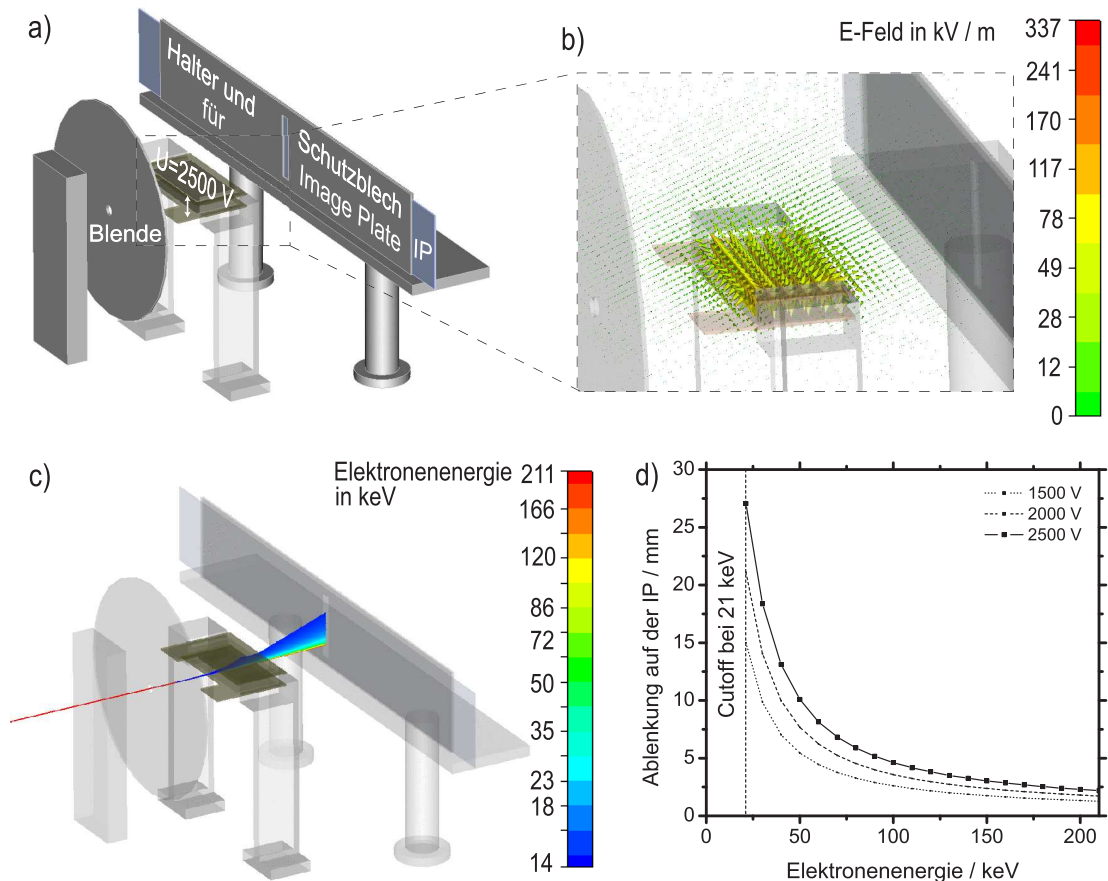 a)
Halter und
für
Schutzblech
Image Plate
IP
U=2500 V
Blende
b)
E-Feld in kV / m
337
241
170
117
78
49
28
12
0
c)
Elektronenenergie
in keV
211
166
120
86
72
50
35
23
18
14
d)
Ablenkung auf der IP / mm
30
25
20
15
10
5
0
Cutoff bei 21 keV
1500 V
2000 V
2500 V
0
50
100
150
200
Elektronenenergie / keV